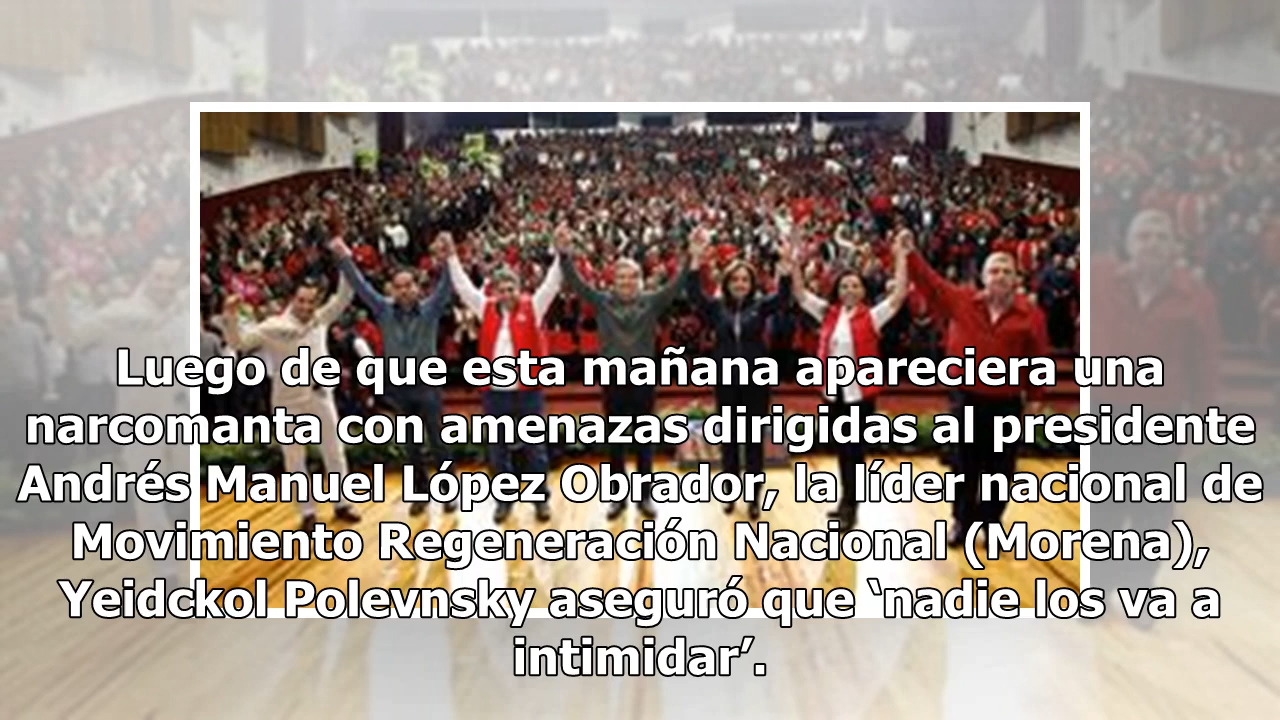 Luego de que esta mañana apareciera una
narcomanta con amenazas dirigidas al presidente
Andrés Manuel López Obrador, la líder nacional de
Movimiento Regeneración Nacional (Morena),
Yeidckol Polevnsky aseguró que ‘nadie los va a
intimidar’.